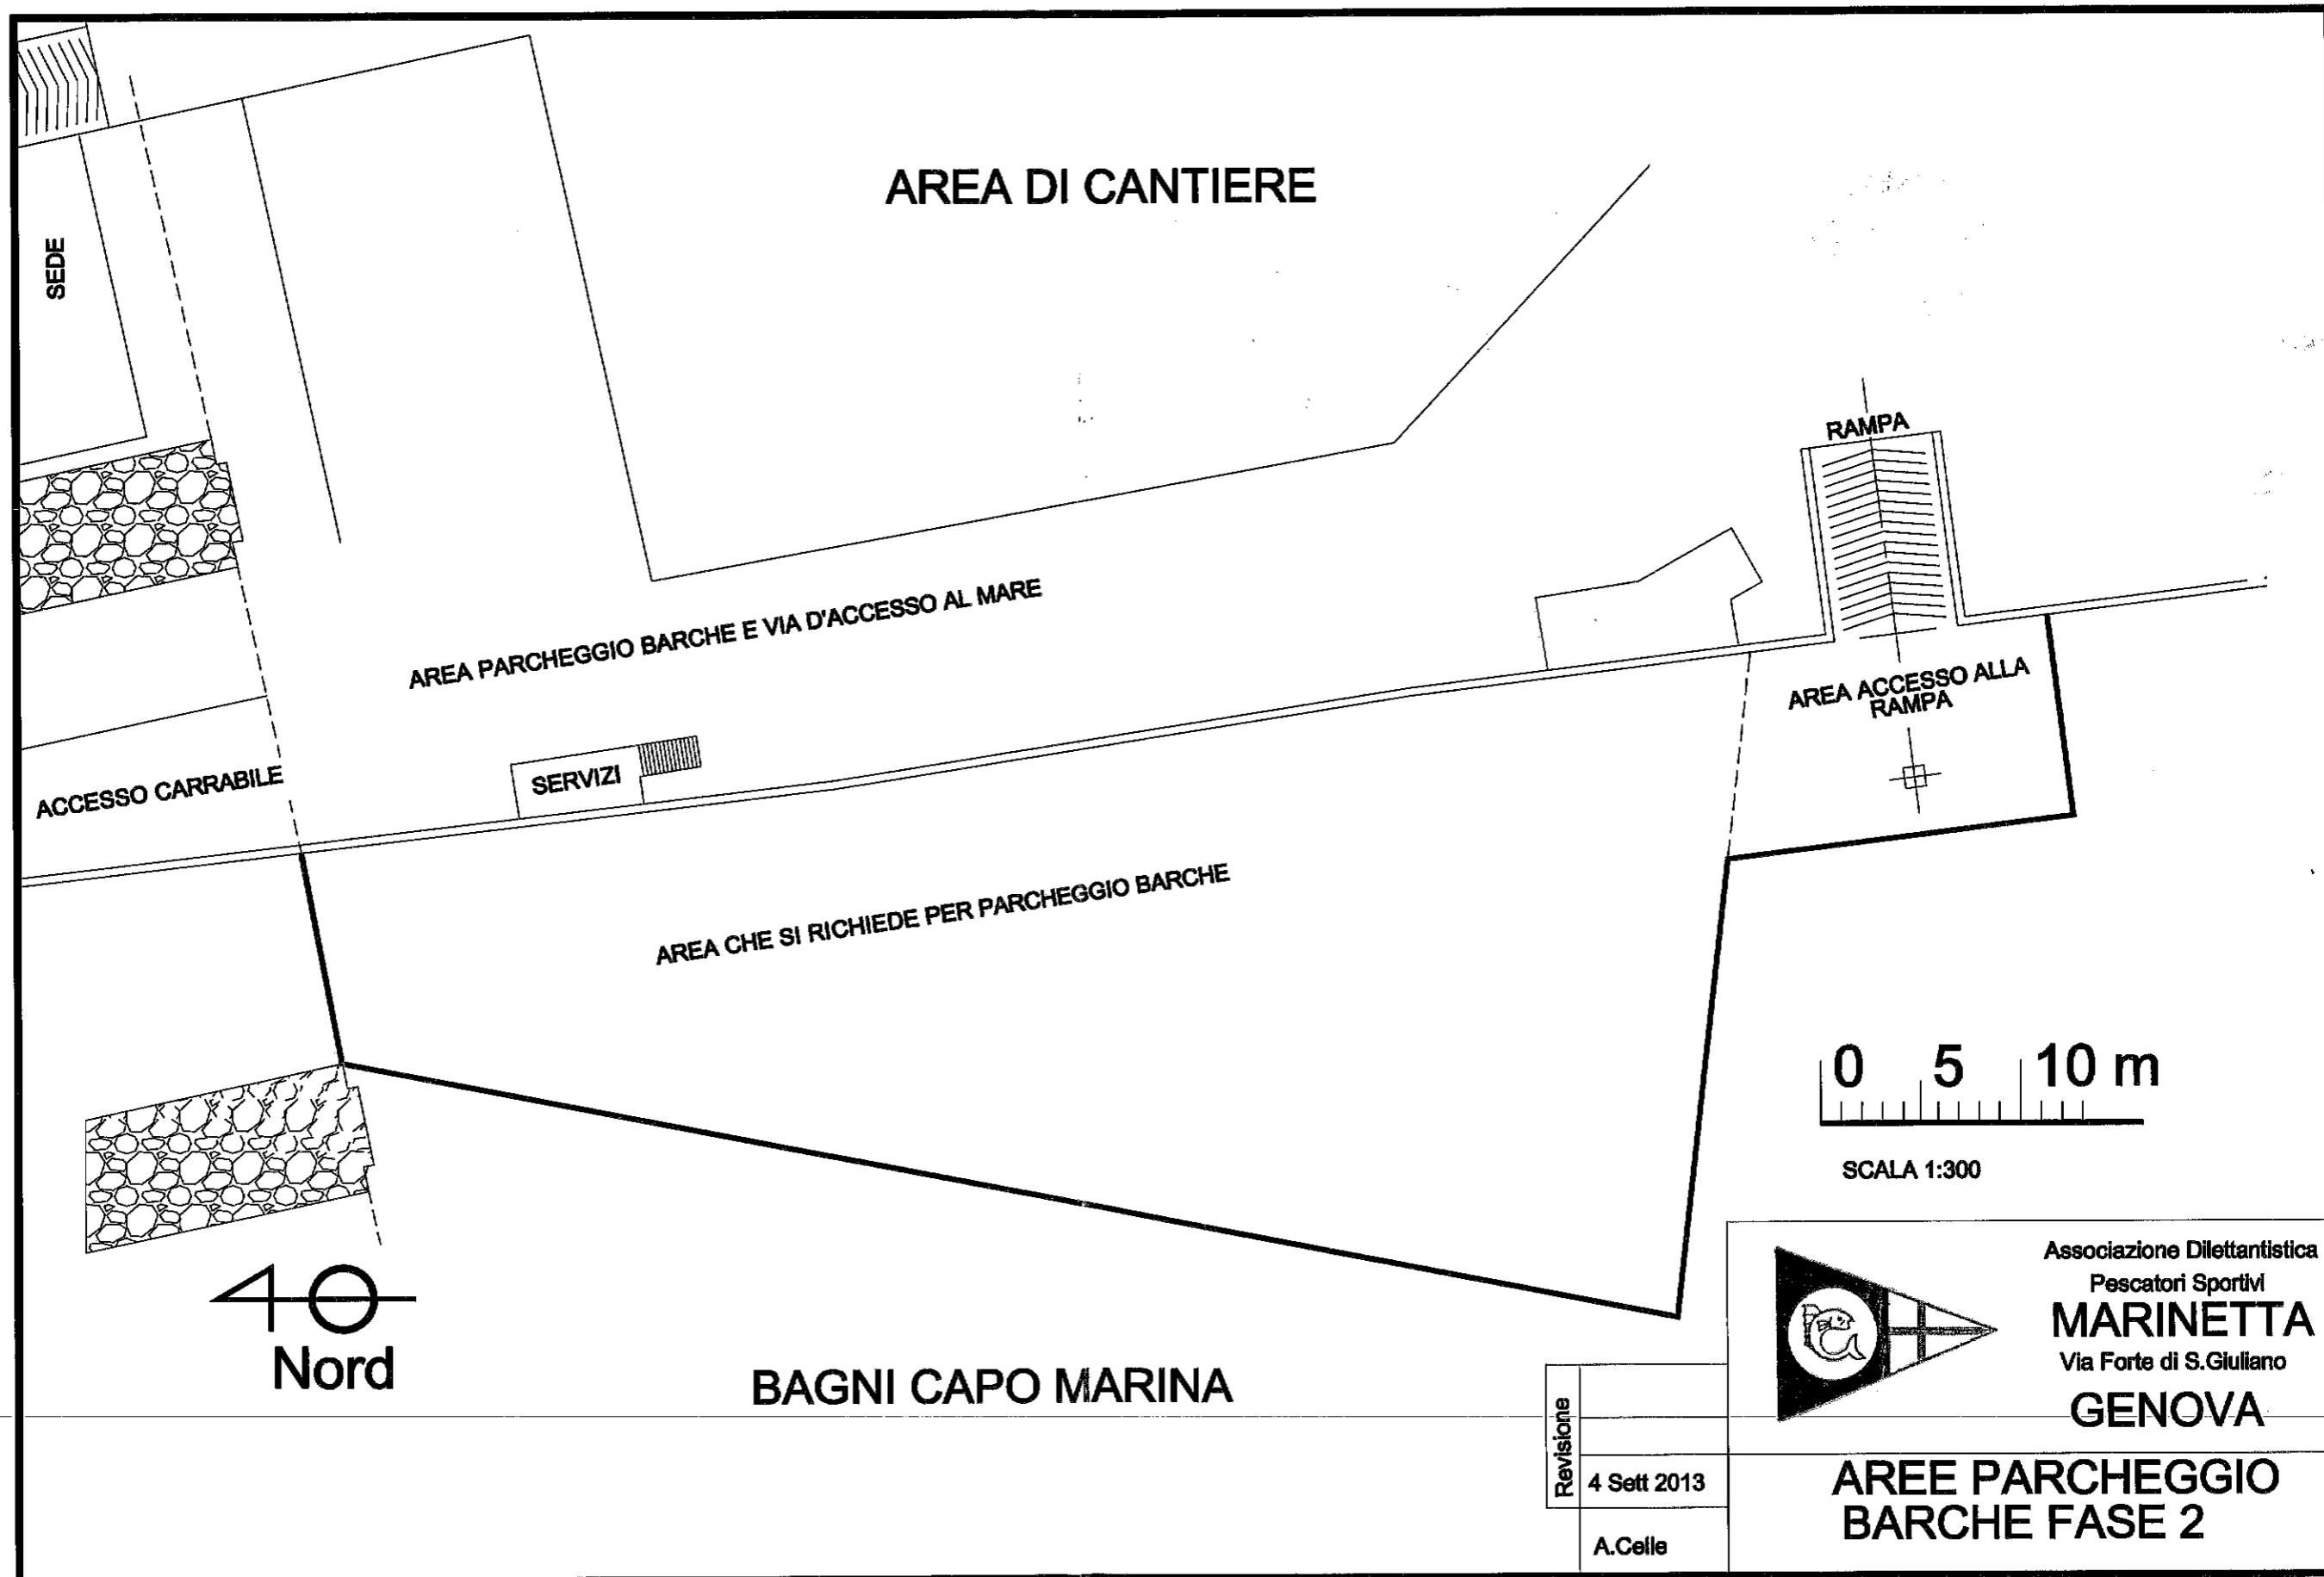 AREA DI CANTIERE
SEDE
RAMPA
AREA PARCHEGGIO BARCHE E VIA D'ACCESSO AL MARE
AREA ACCESSO ALLA
RAMPA
SERVIZI
ACCESSO CARRABILE
AREA CHE SI RICHIEDE PER PARCHEGGIO BARCHE
0 5 10 m
SCALA 1:300
Nord
BAGNI CAPO MARINA
Associazione Dilettantistica
Pescatori Sportivi
MARINETTA
Via Forte di S.Giuliano
GENOVA
Revisione
4 Sett 2013
A.Celle
AREE PARCHEGGIO
BARCHE FASE 2